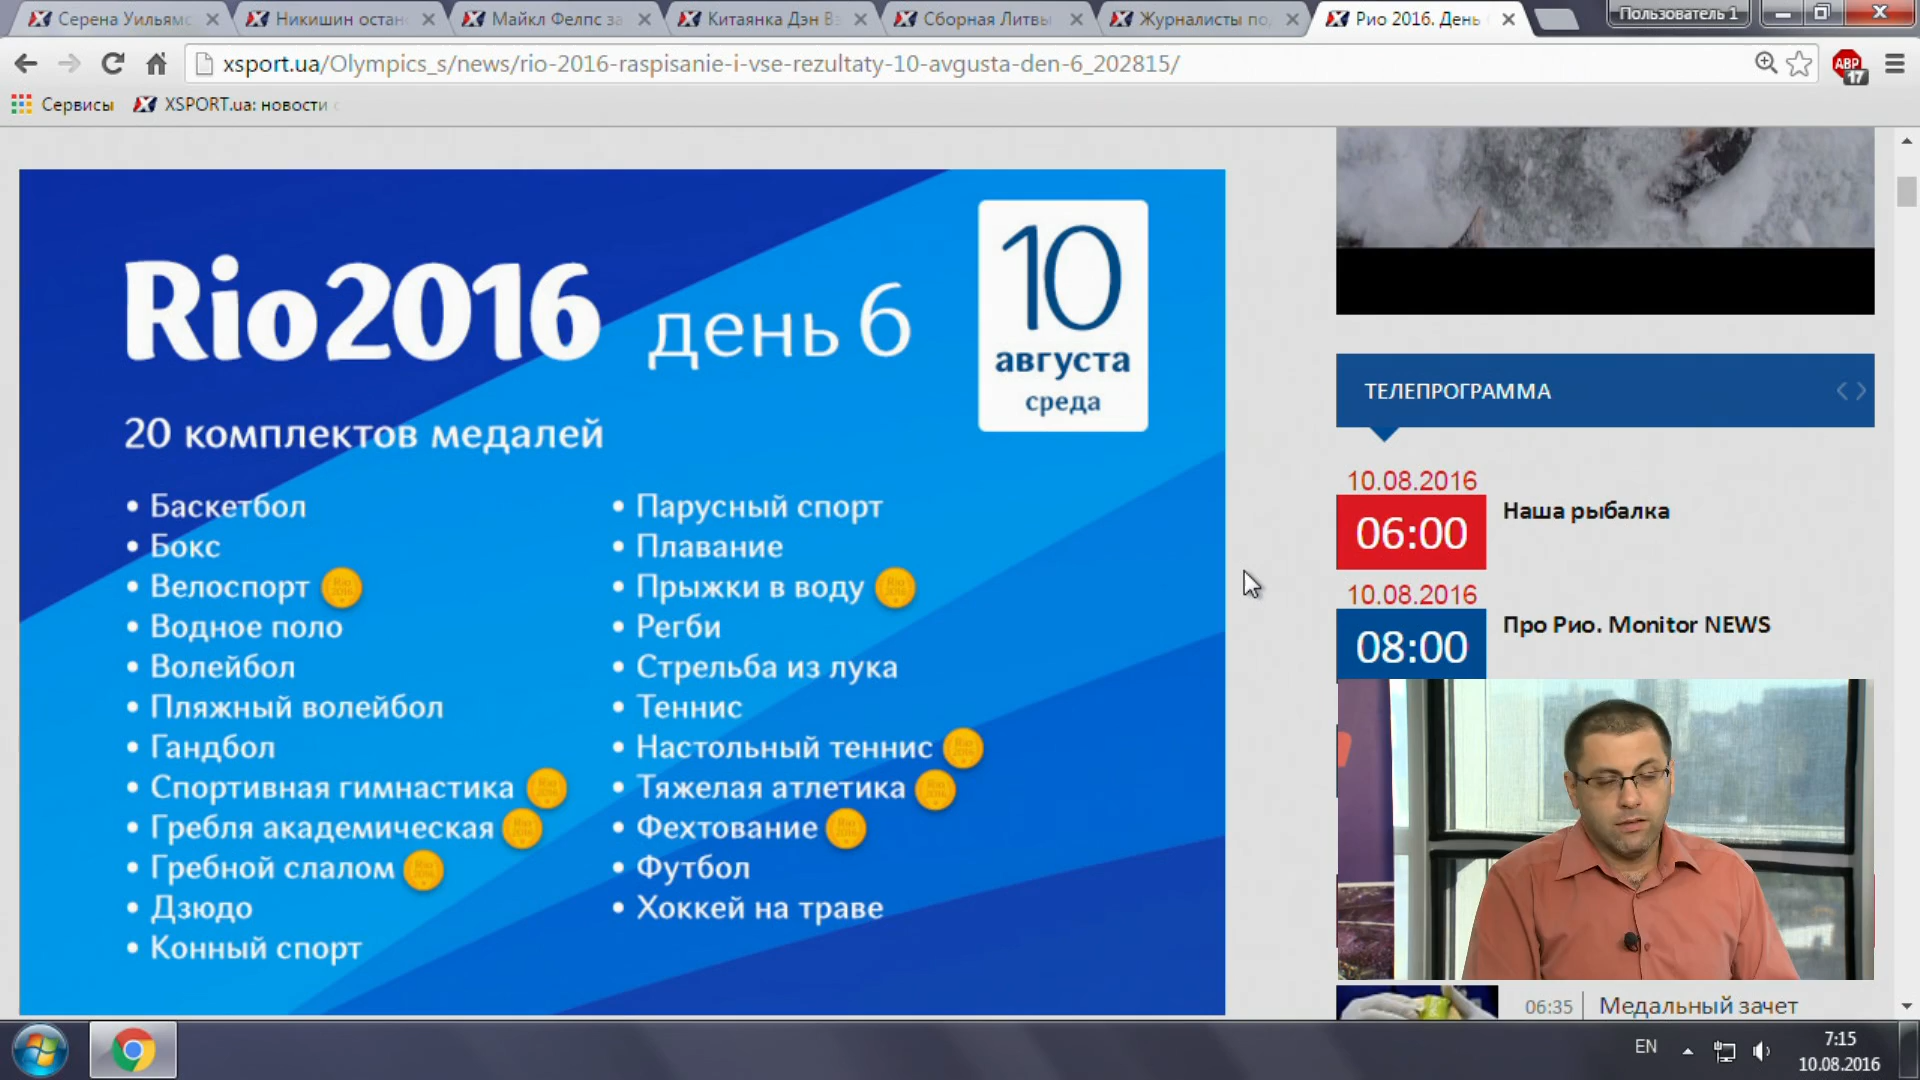 Серена Уильямс
Никишин остан
Майкл Фелпс за
Китаянка Дэн Вэ
Сборная Литвы
Журналисты по
Рио 2016. День
Пользователь 1
xsport.ua/Olympics_s/news/rio-2016-raspisanie-i-vse-rezultaty-10-avgusta-den-6_202815/
ABP
17
Сервисы
XSPORT.ua: новости с
Rio2016 день 6
10
августа
среда
20 комплектов медалей
• Баскетбол
• Бокс
• Велоспорт
• Водное поло
• Волейбол
• Пляжный волейбол
• Гандбол
• Спортивная гимнастика
• Гребля академическая
• Гребной слалом
• Дзюдо
• Конный спорт
• Парусный спорт
• Плавание
• Прыжки в воду
• Регби
• Стрельба из лука
• Теннис
• Настольный теннис
• Тяжелая атлетика
• Фехтование
• Футбол
• Хоккей на траве
ТЕЛЕПРОГРАММА
10.08.2016
06:00
Наша рыбалка
10.08.2016
08:00
Про Рио. Monitor NEWS
06:35
Медальный зачет
EN
7:15
10.08.2016